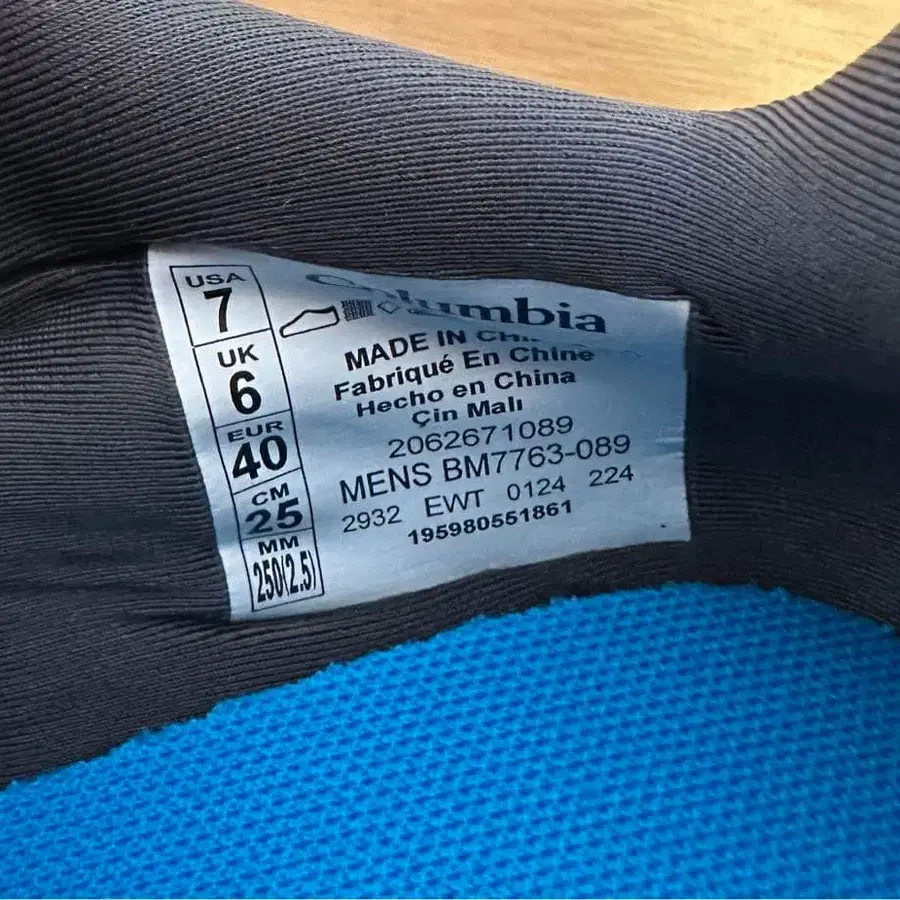 USA
7
UK
6
EUR
40
CM
25
MM
250(2.5)
Columbia
MADE IN
Fabriqué En Chine
Hecho en China
Çin Malı
2062671089
MENS BM7763-089
2932 EWT 0124 224
195980551861